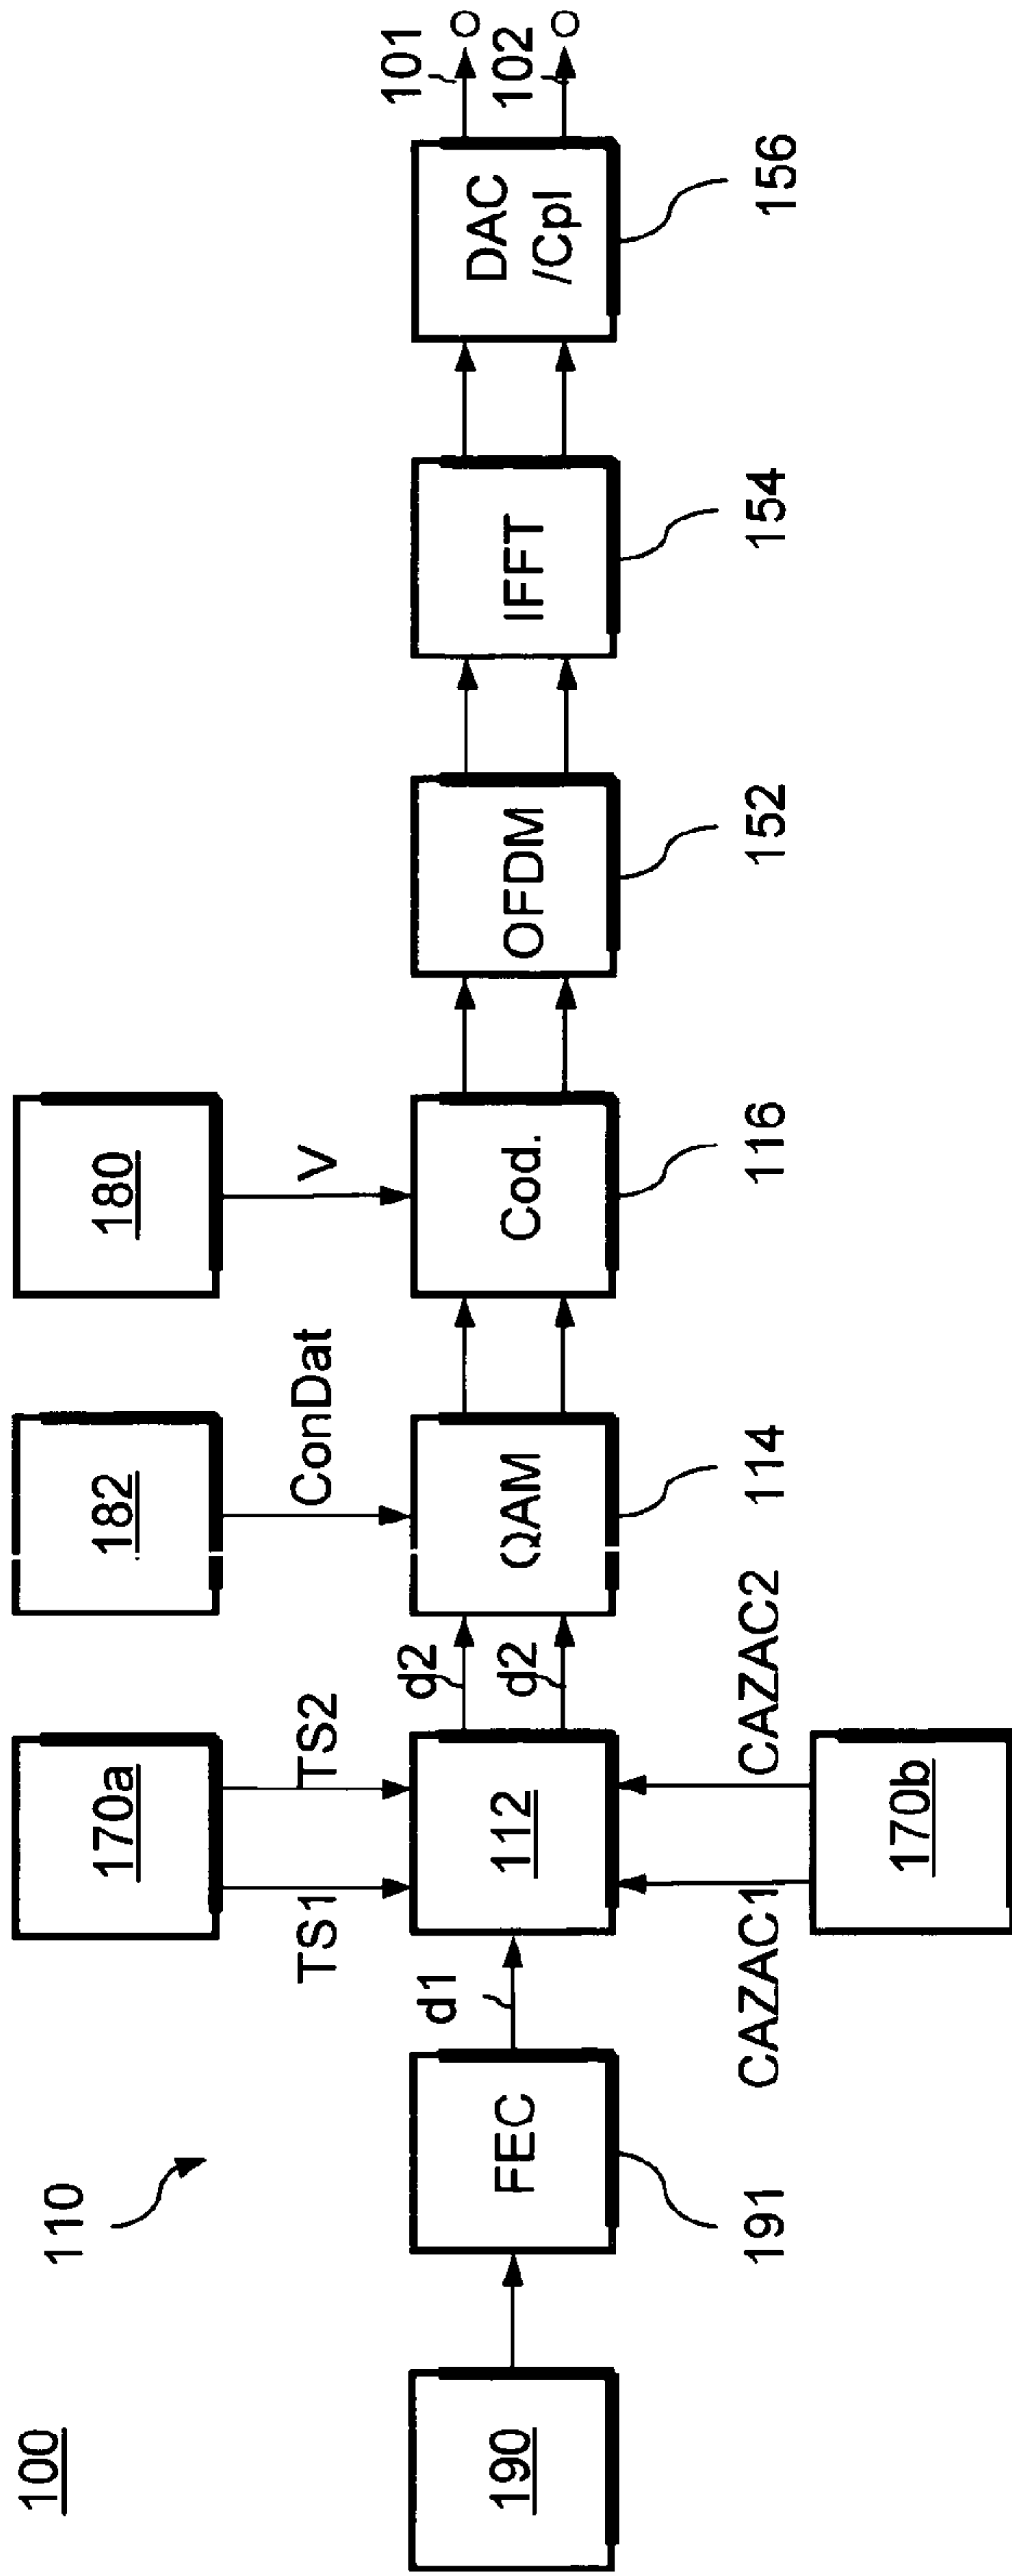 100
110
170a
182
180
TS1
TS2
ConDat
V
190
FEC
d1
112
d2
d2
QAM
Cod.
OFDM
IFFT
DAC
/Cpl
101
102
191
CAZAC1
CAZAC2
114
116
152
154
156
170b